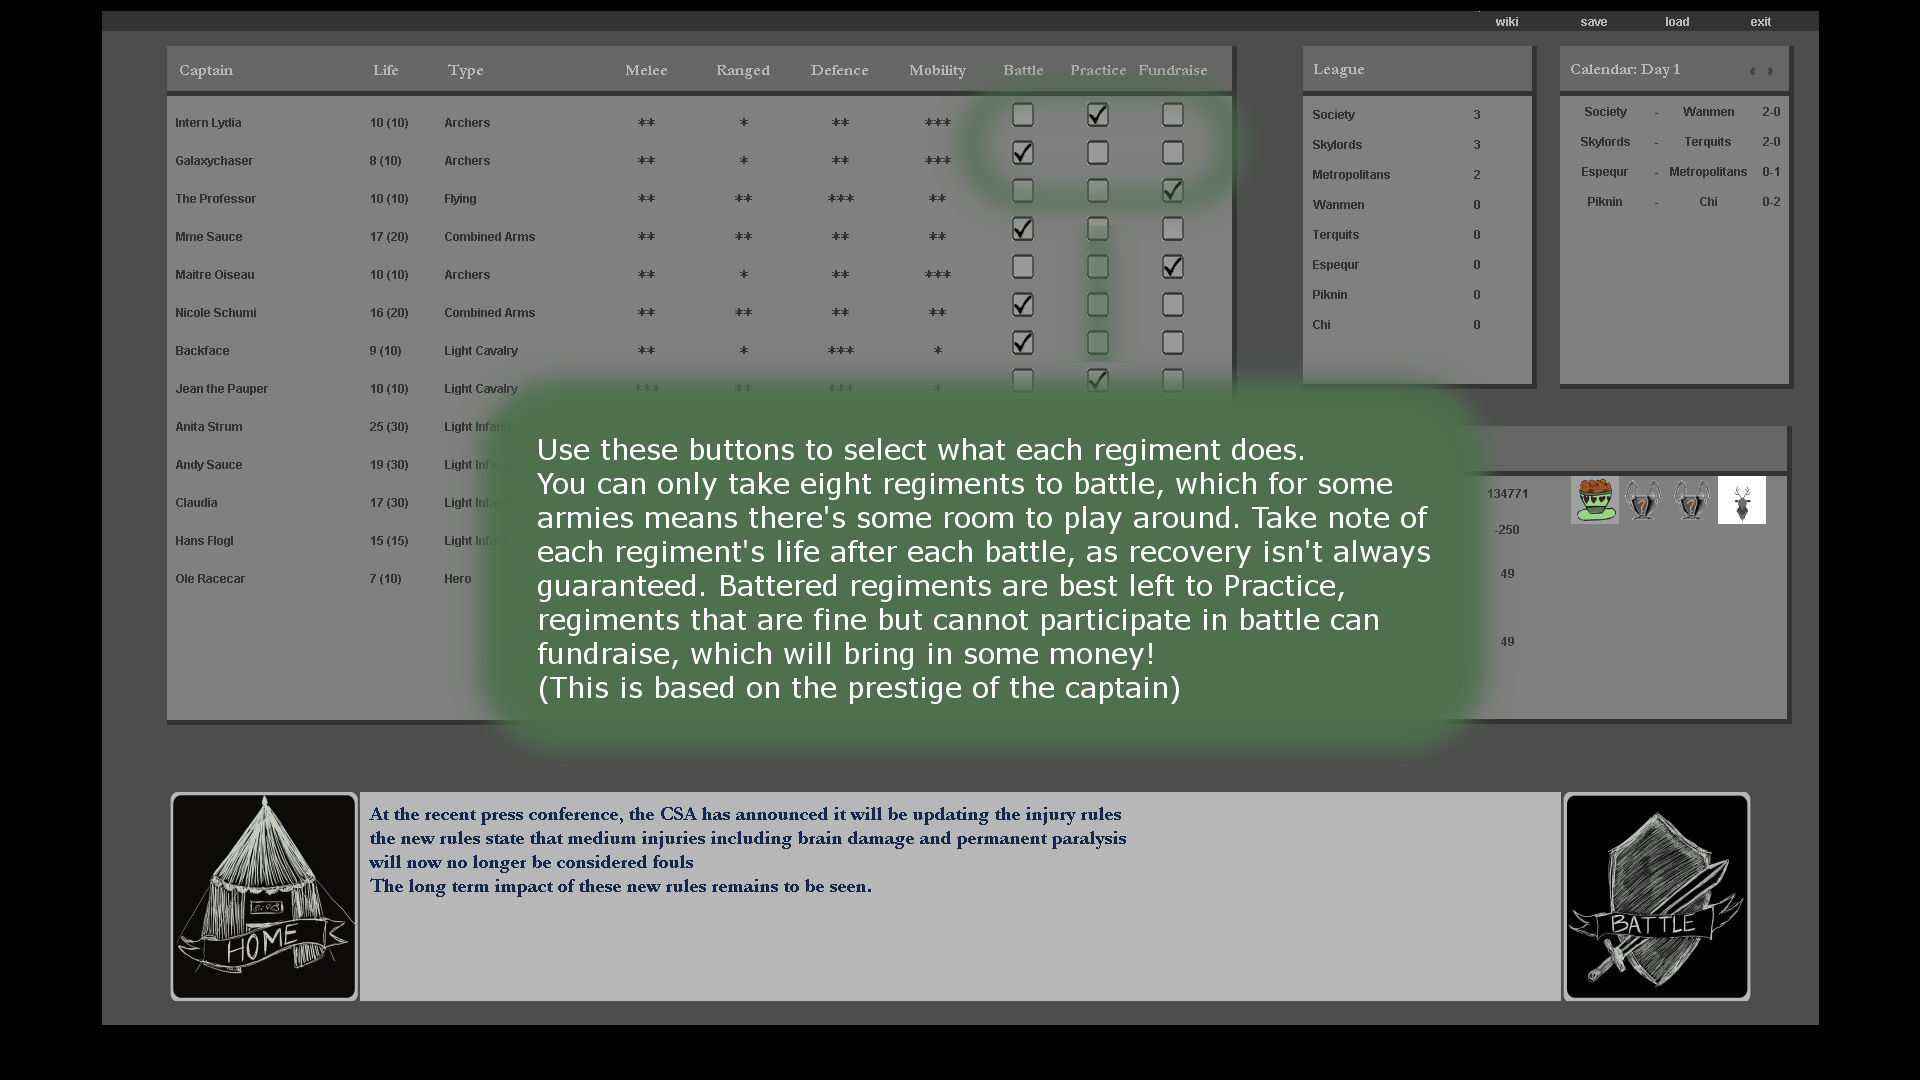 wiki save load exit
Captain Life Type Melee Ranged Defence Mobility Battle Practice Fundraise
Intern Lydia 10 (10) Archers ** * ** ***
Galaxychaser 8 (10) Archers ** * ** ***
The Professor 10 (10) Flying ** ** *** **
Mme Sauce 17 (20) Combined Arms ** ** ** **
Maitre Oiseau 10 (10) Archers ** * ** ***
Nicole Schumi 16 (20) Combined Arms ** ** ** **
Backface 9 (10) Light Cavalry ** * *** *
Jean the Pauper 10 (10) Light Cavalry *** ** *** *
Anita Strum 25 (30) Light
Andy Sauce 19 (30) Light
Claudia 17 (30) Light
Hans Flogl 15 (15) Light
Ole Racecar 7 (10) Hero
League
Society 3
Skylords 3
Metropolitans 2
Wanmen 0
Terquits 0
Espequr 0
Piknin 0
Chi 0
Calendar: Day 1 « »
Society - Wanmen 2-0
Skylords - Terquits 2-0
Espequr - Metropolitans 0-1
Piknin - Chi 0-2
134771
-250
49
49
Use these buttons to select what each regiment does.
You can only take eight regiments to battle, which for some
armies means there's some room to play around. Take note of
each regiment's life after each battle, as recovery isn't always
guaranteed. Battered regiments are best left to Practice,
regiments that are fine but cannot participate in battle can
fundraise, which will bring in some money!
(This is based on the prestige of the captain)
HOME
At the recent press conference, the CSA has announced it will be updating the injury rules
the new rules state that medium injuries including brain damage and permanent paralysis
will now no longer be considered fouls
The long term impact of these new rules remains to be seen.
BATTLE